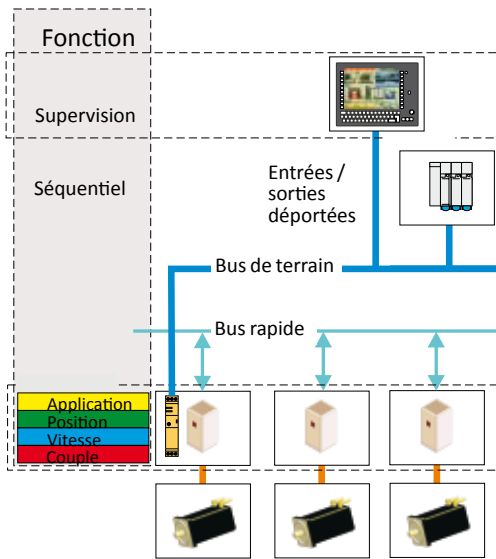 Fonction
Supervision
Séquentiel
Entrées /
sorties
déportées
Bus de terrain
Bus rapide
Application
Position
Vitesse
Couple